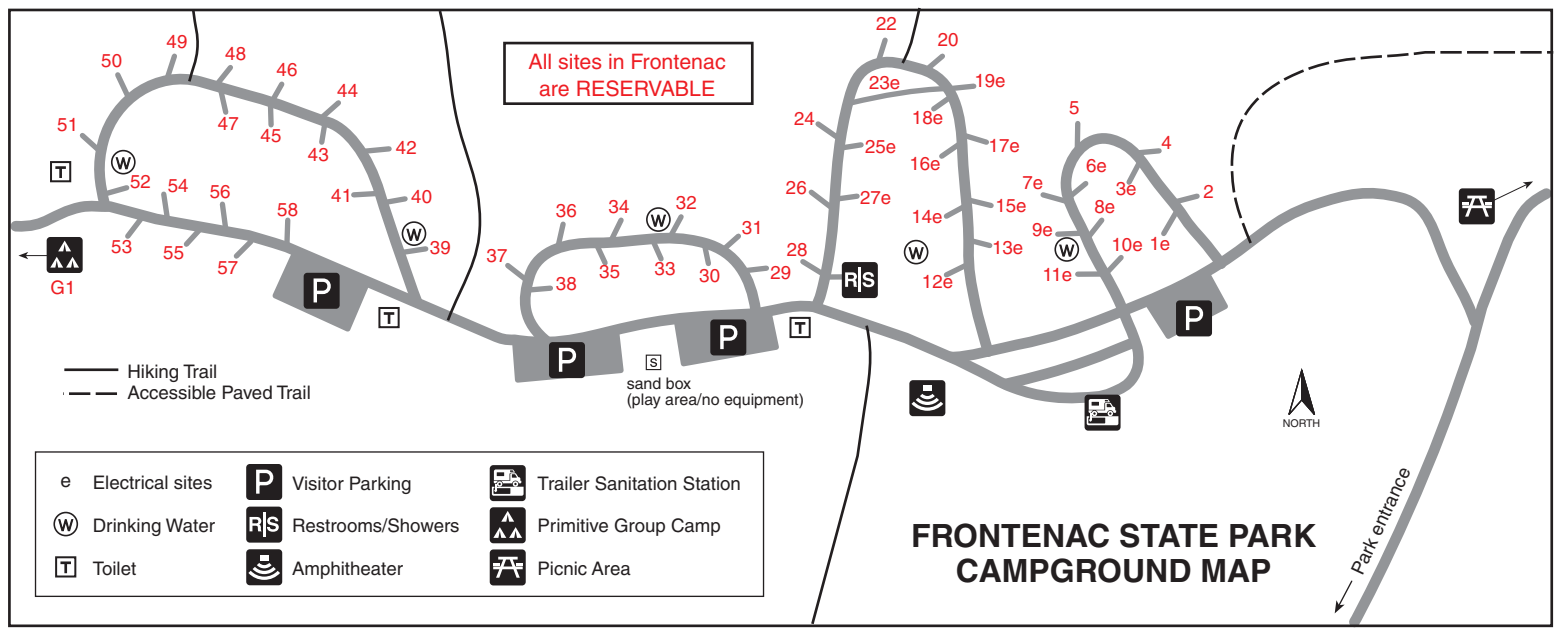 All sites in Frontenac
are RESERVABLE
49
48
50
46
44
47
45
43
51
42
W
T
52
54
56
58
41
40
W
39
53
55
57
G1
P
T
36
34
W
32
31
37
35
33
30
29
38
P
P
T
S
sand box
(play area/no equipment)
22
20
23e
19e
18e
24
25e
17e
16e
26
27e
15e
14e
13e
W
28
12e
R|S
5
4
6e
7e
3e
2
8e
9e
W
10e
1e
11e
P
Hiking Trail
Accessible Paved Trail
NORTH
e Electrical sites
P Visitor Parking
Trailer Sanitation Station
W Drinking Water
R|S Restrooms/Showers
Primitive Group Camp
T Toilet
Amphitheater
Picnic Area
FRONTENAC STATE PARK
CAMPGROUND MAP
Park entrance